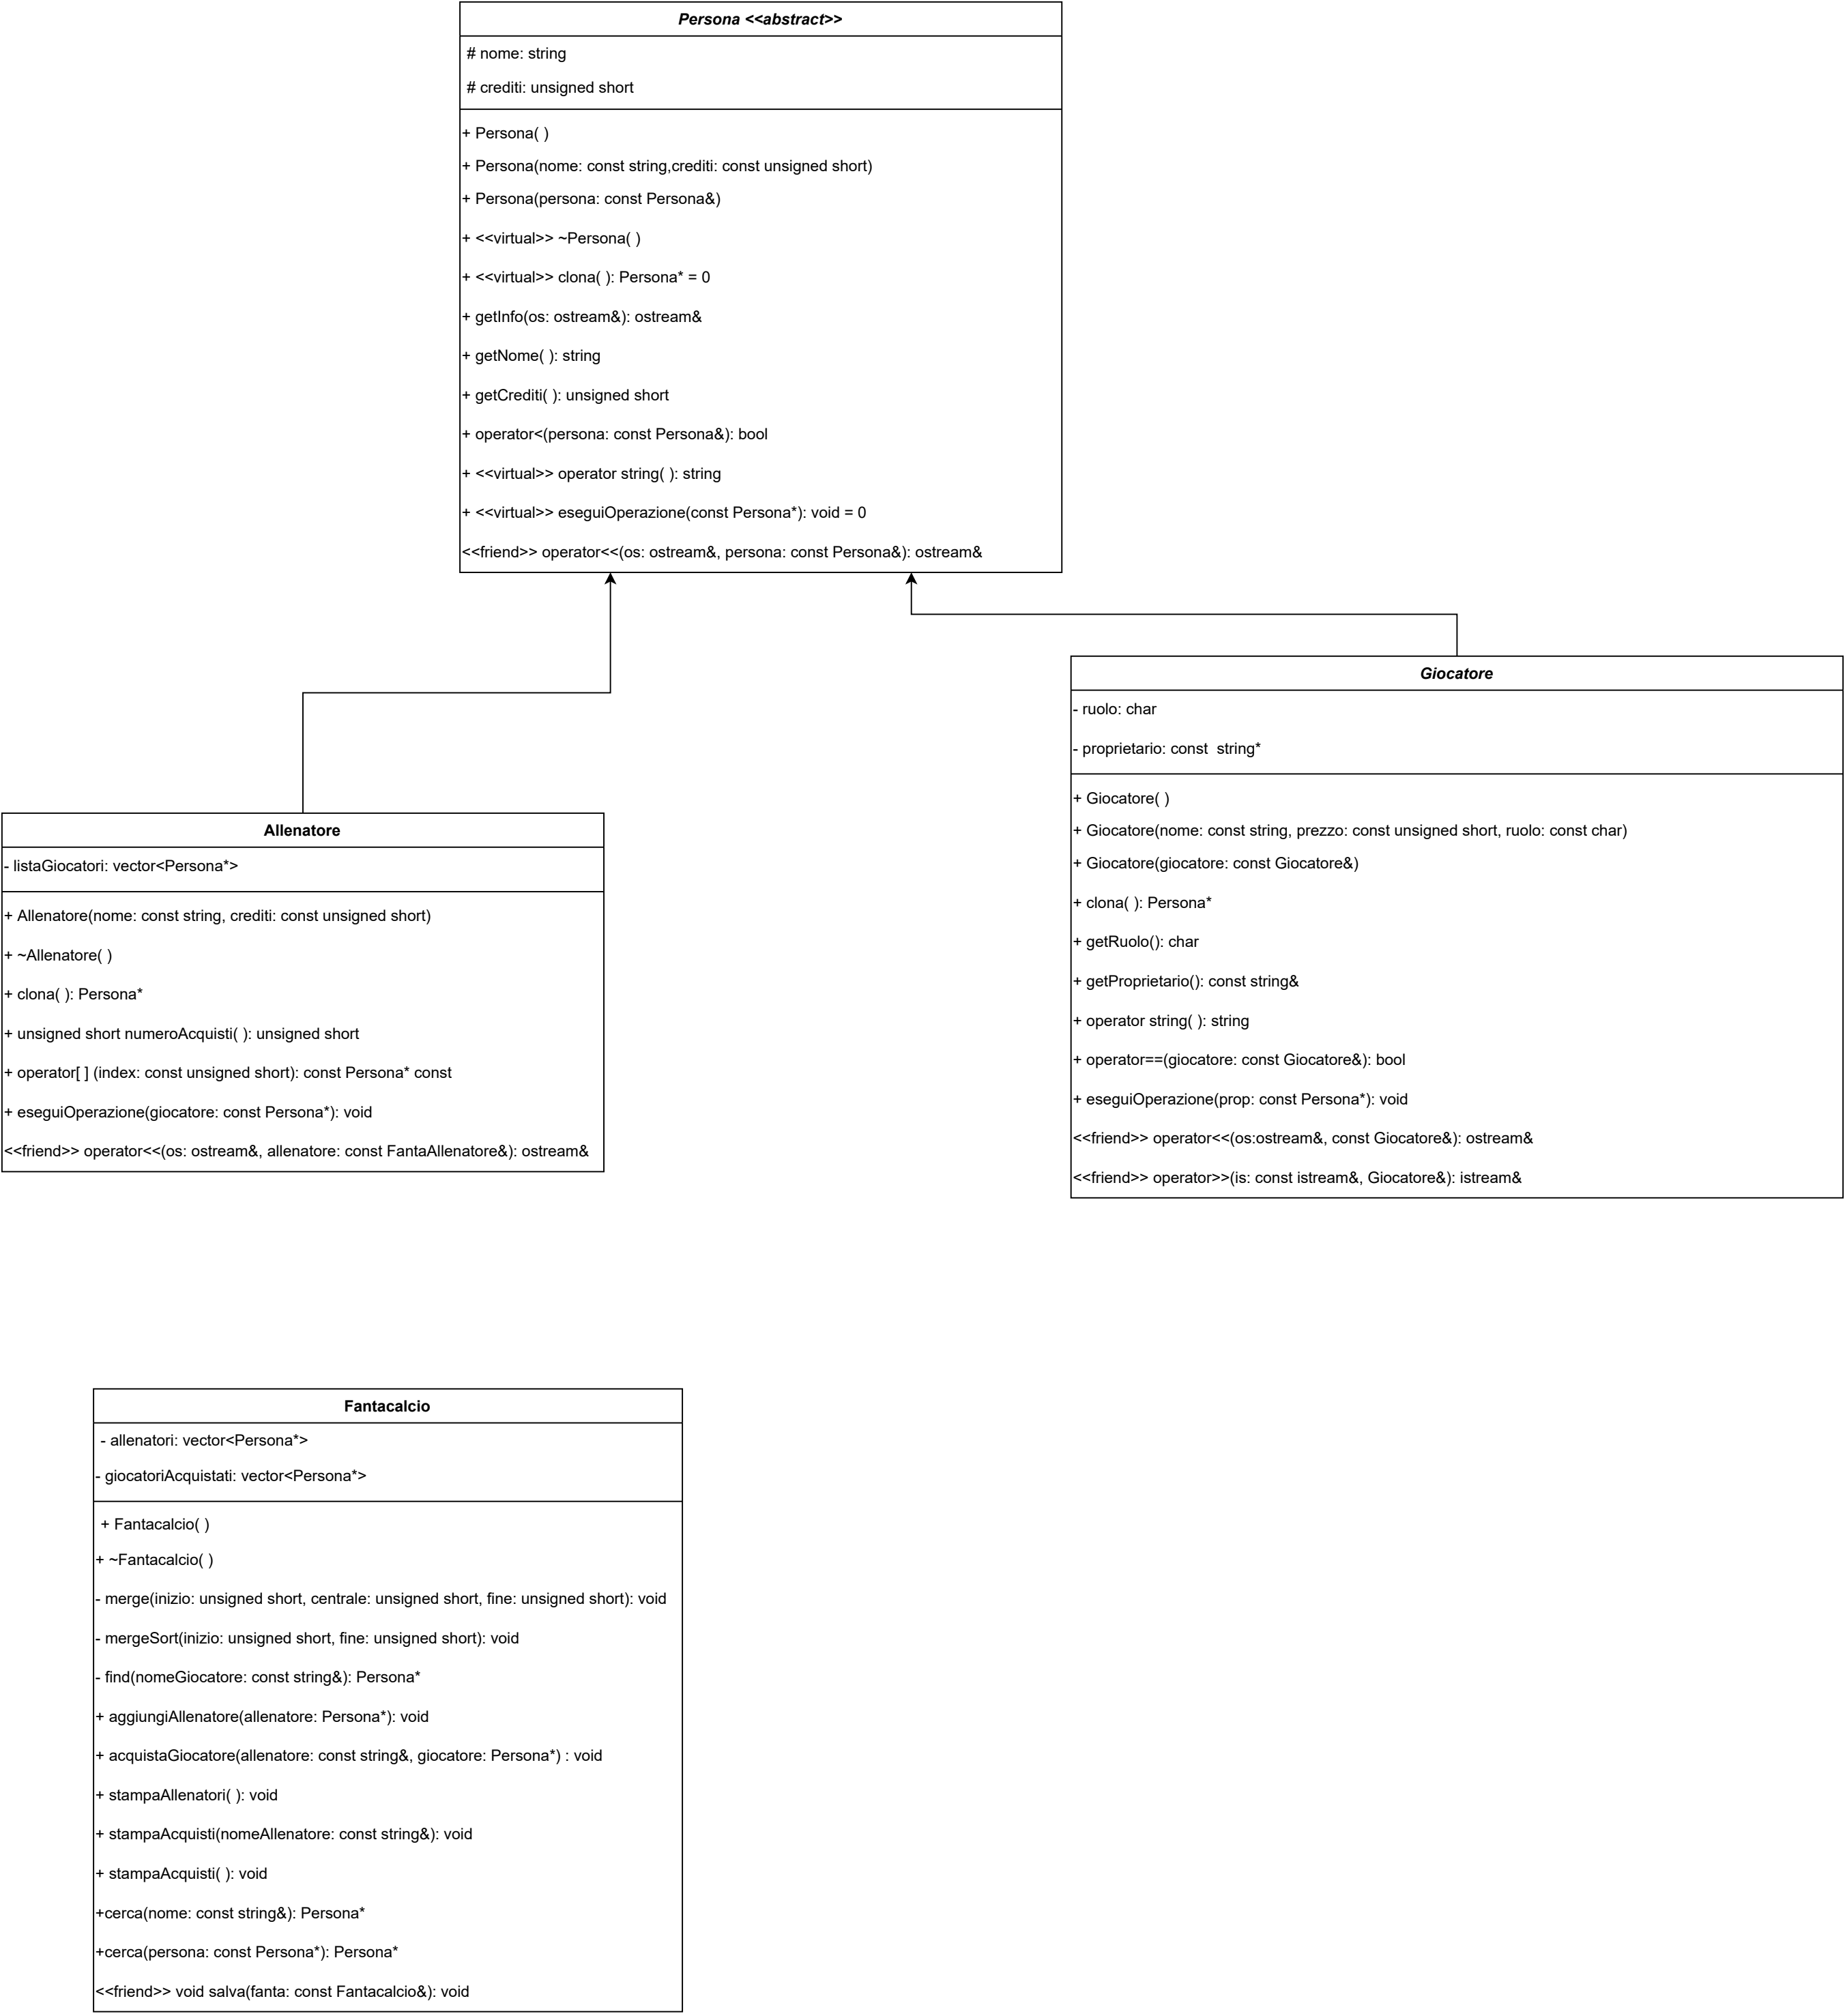 Persona <<abstract>>
# nome: string
# crediti: unsigned short
+ Persona( )
+ Persona(nome: const string,crediti: const unsigned short)
+ Persona(persona: const Persona&)
+ <<virtual>> ~Persona( )
+ <<virtual>> clona( ): Persona* = 0
+ getInfo(os: ostream&): ostream&
+ getNome( ): string
+ getCrediti( ): unsigned short
+ operator<(persona: const Persona&): bool
+ <<virtual>> operator string( ): string
+ <<virtual>> eseguiOperazione(const Persona*): void = 0
<<friend>> operator<<(os: ostream&, persona: const Persona&): ostream&
Giocatore
- ruolo: char
- proprietario: const  string*
+ Giocatore( )
+ Giocatore(nome: const string, prezzo: const unsigned short, ruolo: const char)
+ Giocatore(giocatore: const Giocatore&)
+ clona( ): Persona*
+ getRuolo(): char
+ getProprietario(): const string&
+ operator string( ): string
+ operator==(giocatore: const Giocatore&): bool
+ eseguiOperazione(prop: const Persona*): void
<<friend>> operator<<(os:ostream&, const Giocatore&): ostream&
<<friend>> operator>>(is: const istream&, Giocatore&): istream&
Allenatore
- listaGiocatori: vector<Persona*>
+ Allenatore(nome: const string, crediti: const unsigned short)
+ ~Allenatore( )
+ clona( ): Persona*
+ unsigned short numeroAcquisti( ): unsigned short
+ operator[ ] (index: const unsigned short): const Persona* const
+ eseguiOperazione(giocatore: const Persona*): void
<<friend>> operator<<(os: ostream&, allenatore: const FantaAllenatore&): ostream&
Fantacalcio
- allenatori: vector<Persona*>
- giocatoriAcquistati: vector<Persona*>
+ Fantacalcio( )
+ ~Fantacalcio( )
- merge(inizio: unsigned short, centrale: unsigned short, fine: unsigned short): void
- mergeSort(inizio: unsigned short, fine: unsigned short): void
- find(nomeGiocatore: const string&): Persona*
+ aggiungiAllenatore(allenatore: Persona*): void
+ acquistaGiocatore(allenatore: const string&, giocatore: Persona*) : void
+ stampaAllenatori( ): void
+ stampaAcquisti(nomeAllenatore: const string&): void
+ stampaAcquisti( ): void
+cerca(nome: const string&): Persona*
+cerca(persona: const Persona*): Persona*
<<friend>> void salva(fanta: const Fantacalcio&): void